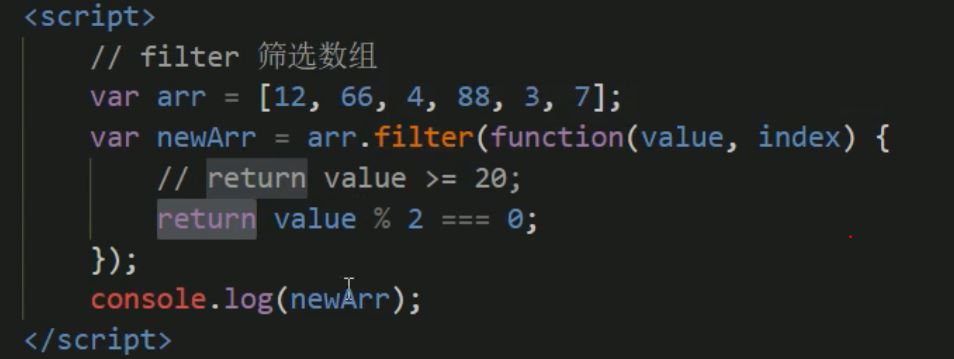 <script>
// filter 筛选数组
var arr = [12, 66, 4, 88, 3, 7];
var newArr = arr.filter(function(value, index) {
// return value >= 20;
return value % 2 === 0;
});
console.log(newArr);
</script>